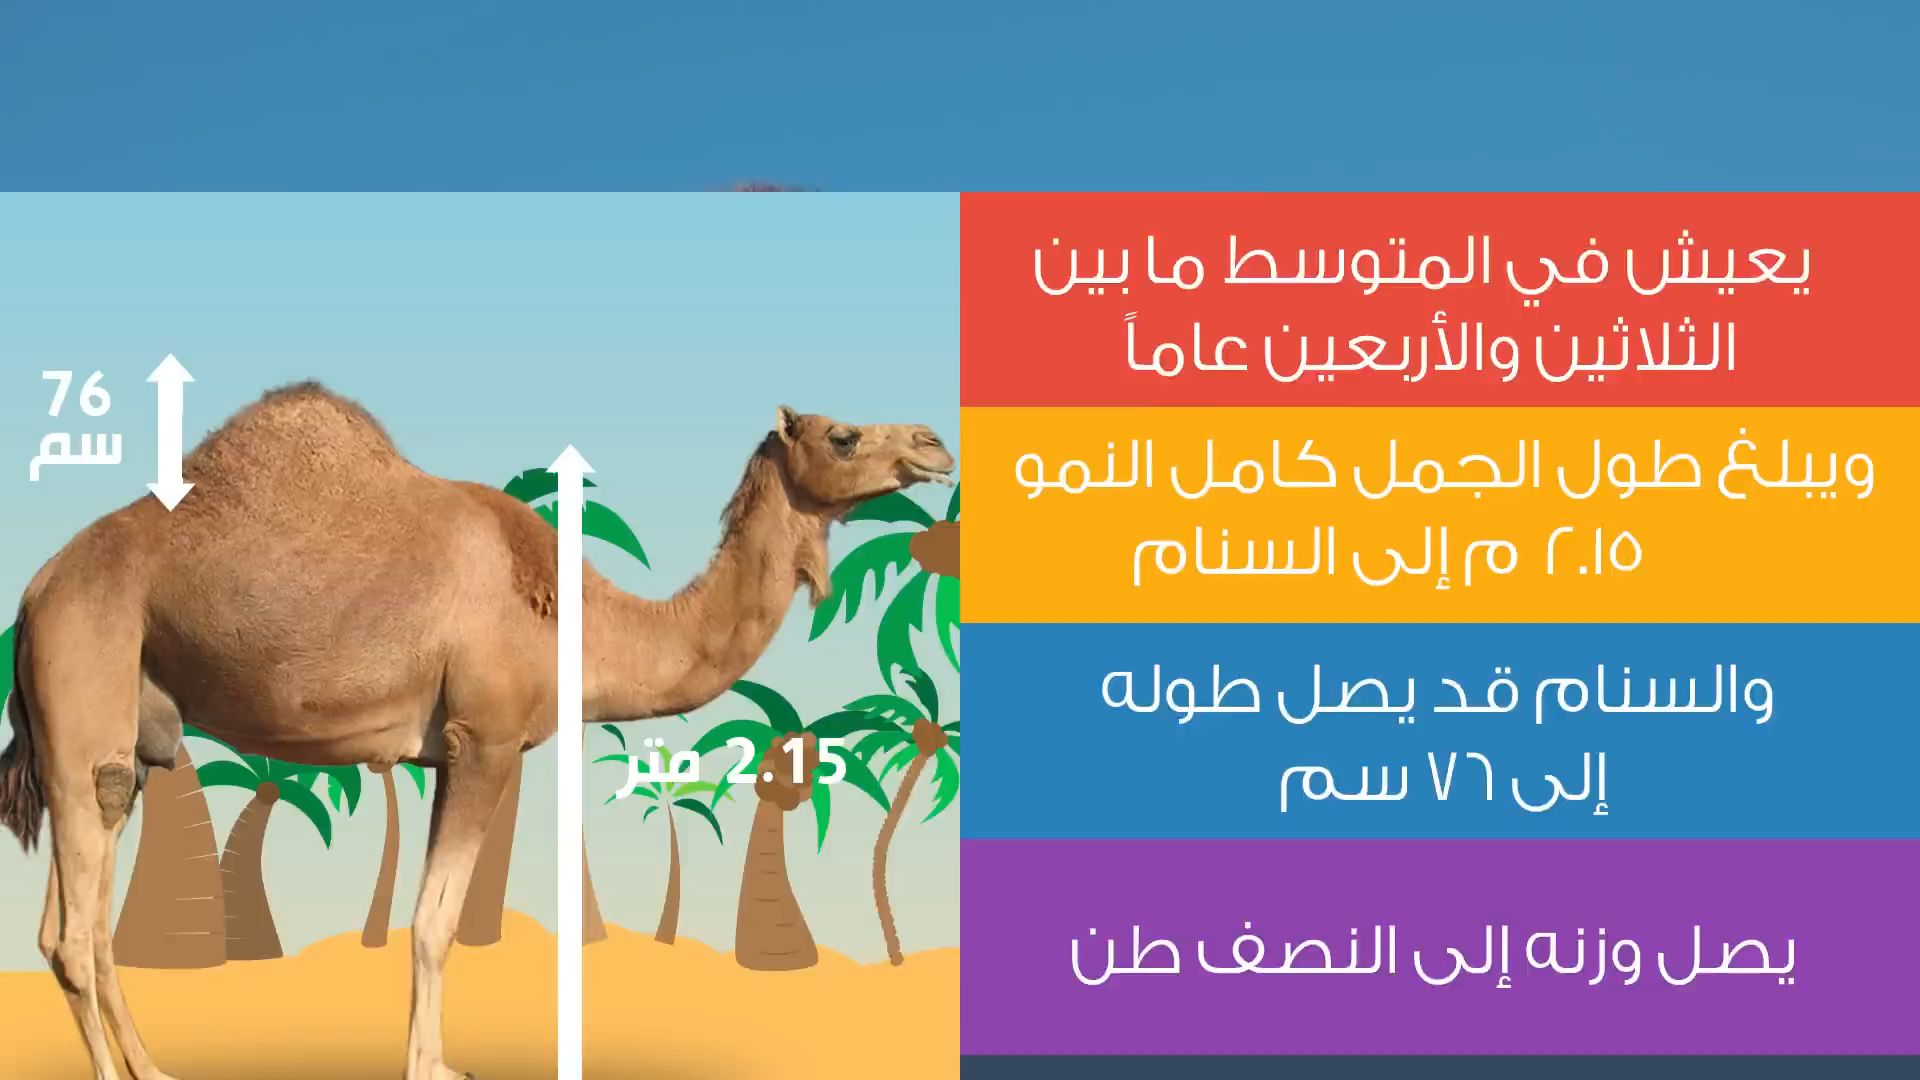 يعيش في المتوسط ما بين
الثلاثين والأربعين عاماً
ويبلغ طول الجمل كامل النمو
٢.١٥ م إلى السنام
والسنام قد يصل طوله
إلى ٧٦ سم
يصل وزنه إلى النصف طن
76
سم
2.15 متر